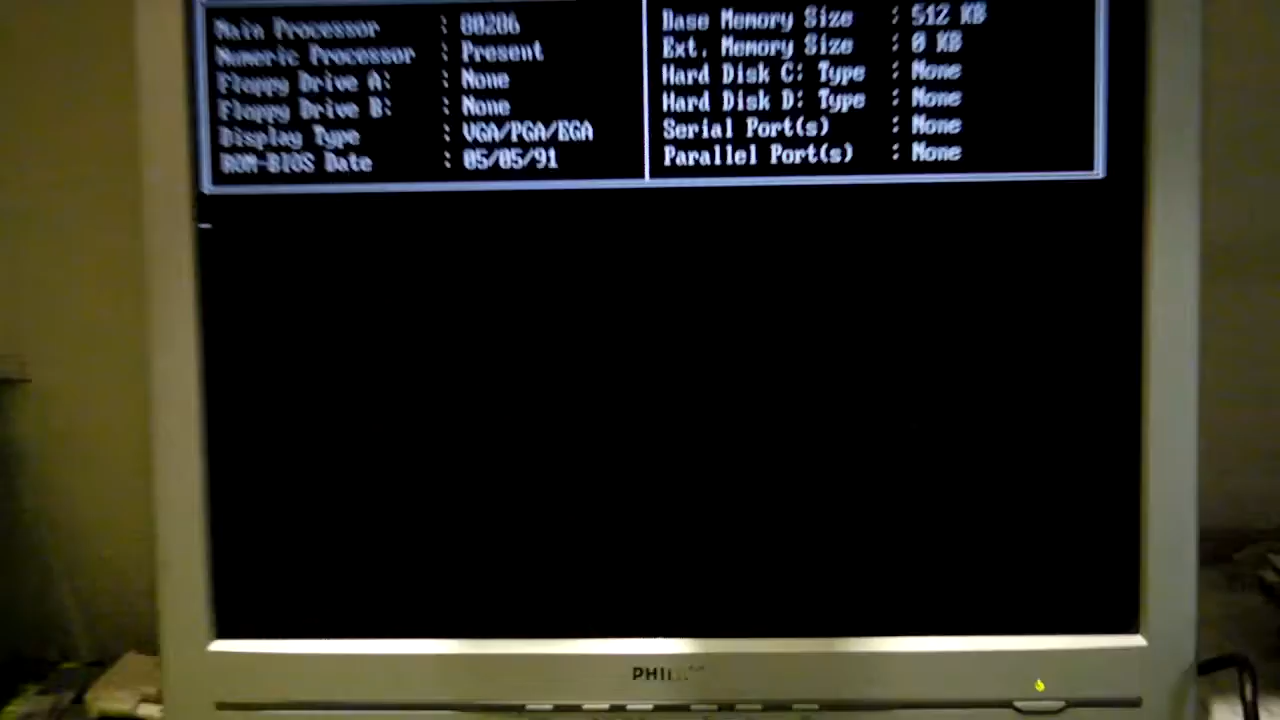 Main Processor : 80286
Numeric Processor : Present
Floppy Drive A: : None
Floppy Drive B: : None
Display Type : VGA/PGA/EGA
ROM-BIOS Date : 05/05/91
Base Memory Size : 512 KB
Ext. Memory Size : 0 KB
Hard Disk C: Type : None
Hard Disk D: Type : None
Serial Port(s) : None
Parallel Port(s) : None
PHILIPS